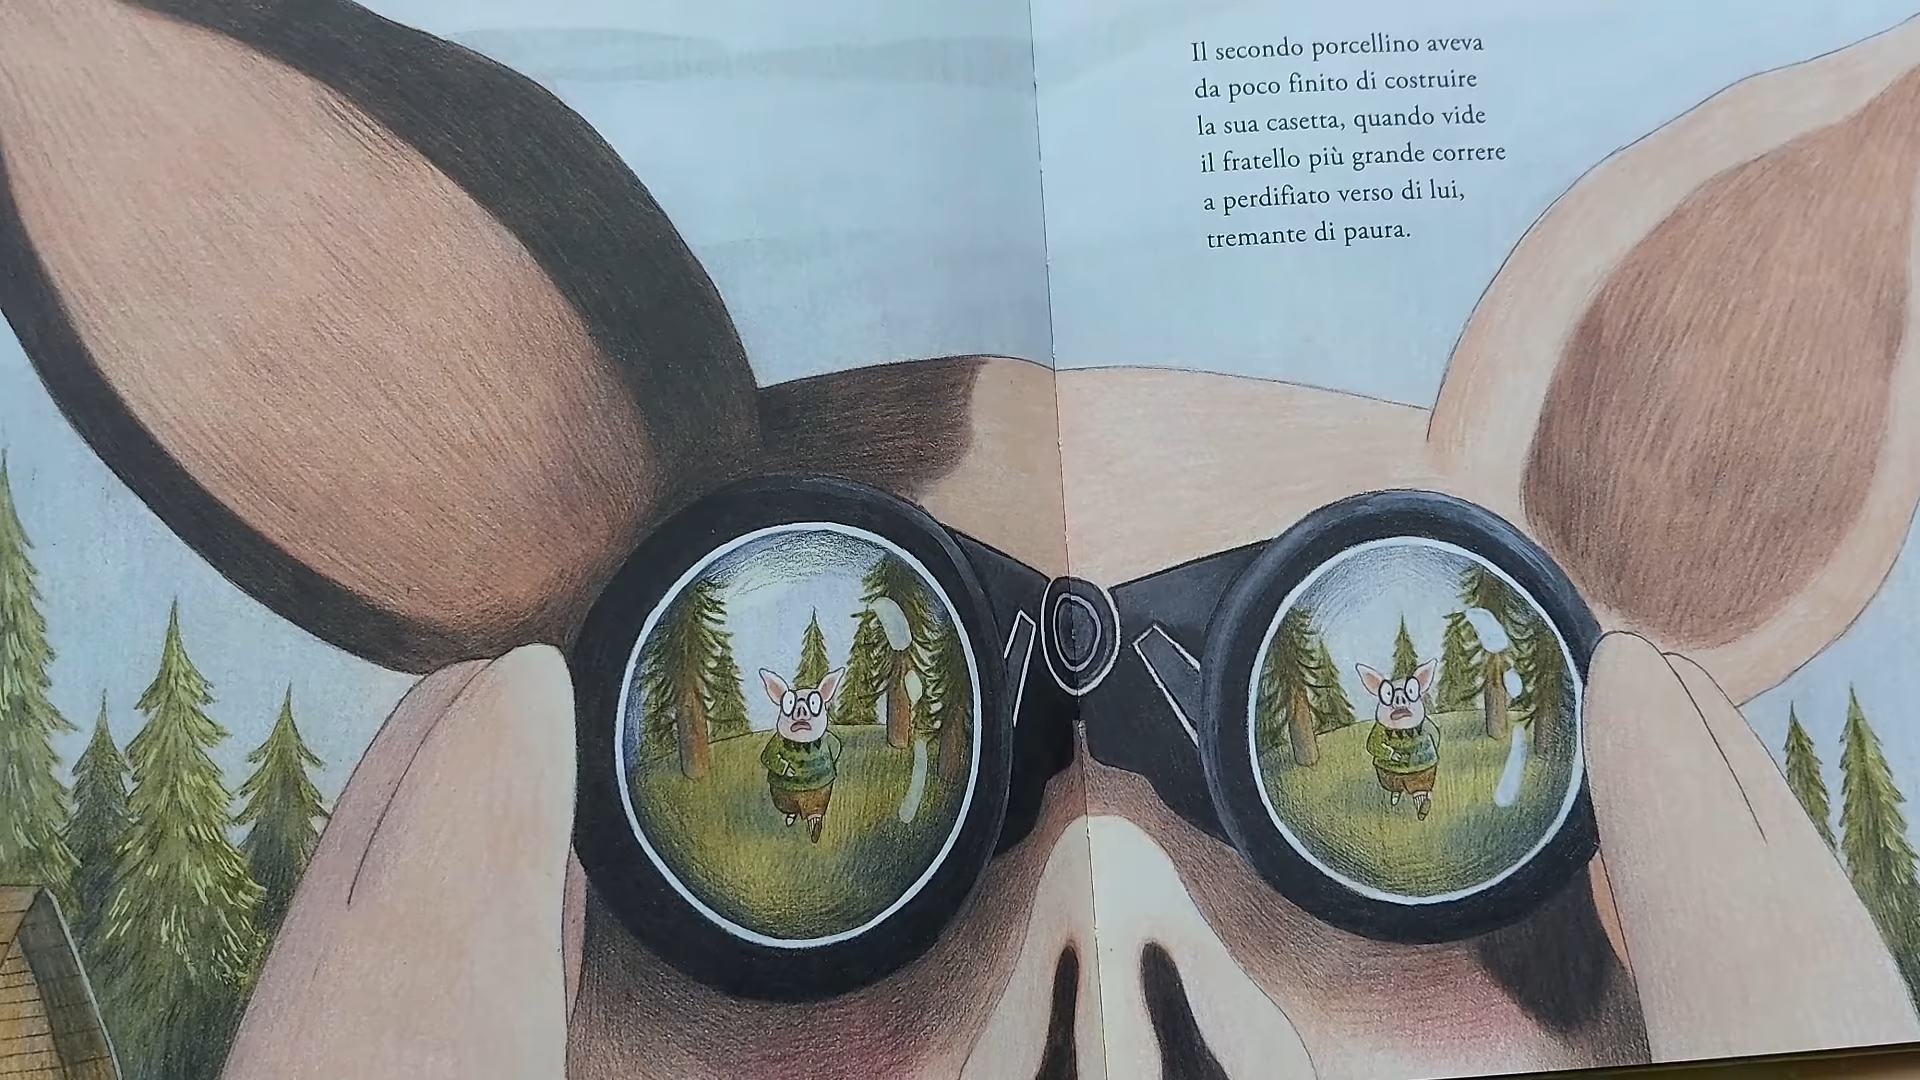 Il secondo porcellino aveva
da poco finito di costruire
la sua casetta, quando vide
il fratello più grande correre
a perdifiato verso di lui,
tremante di paura.